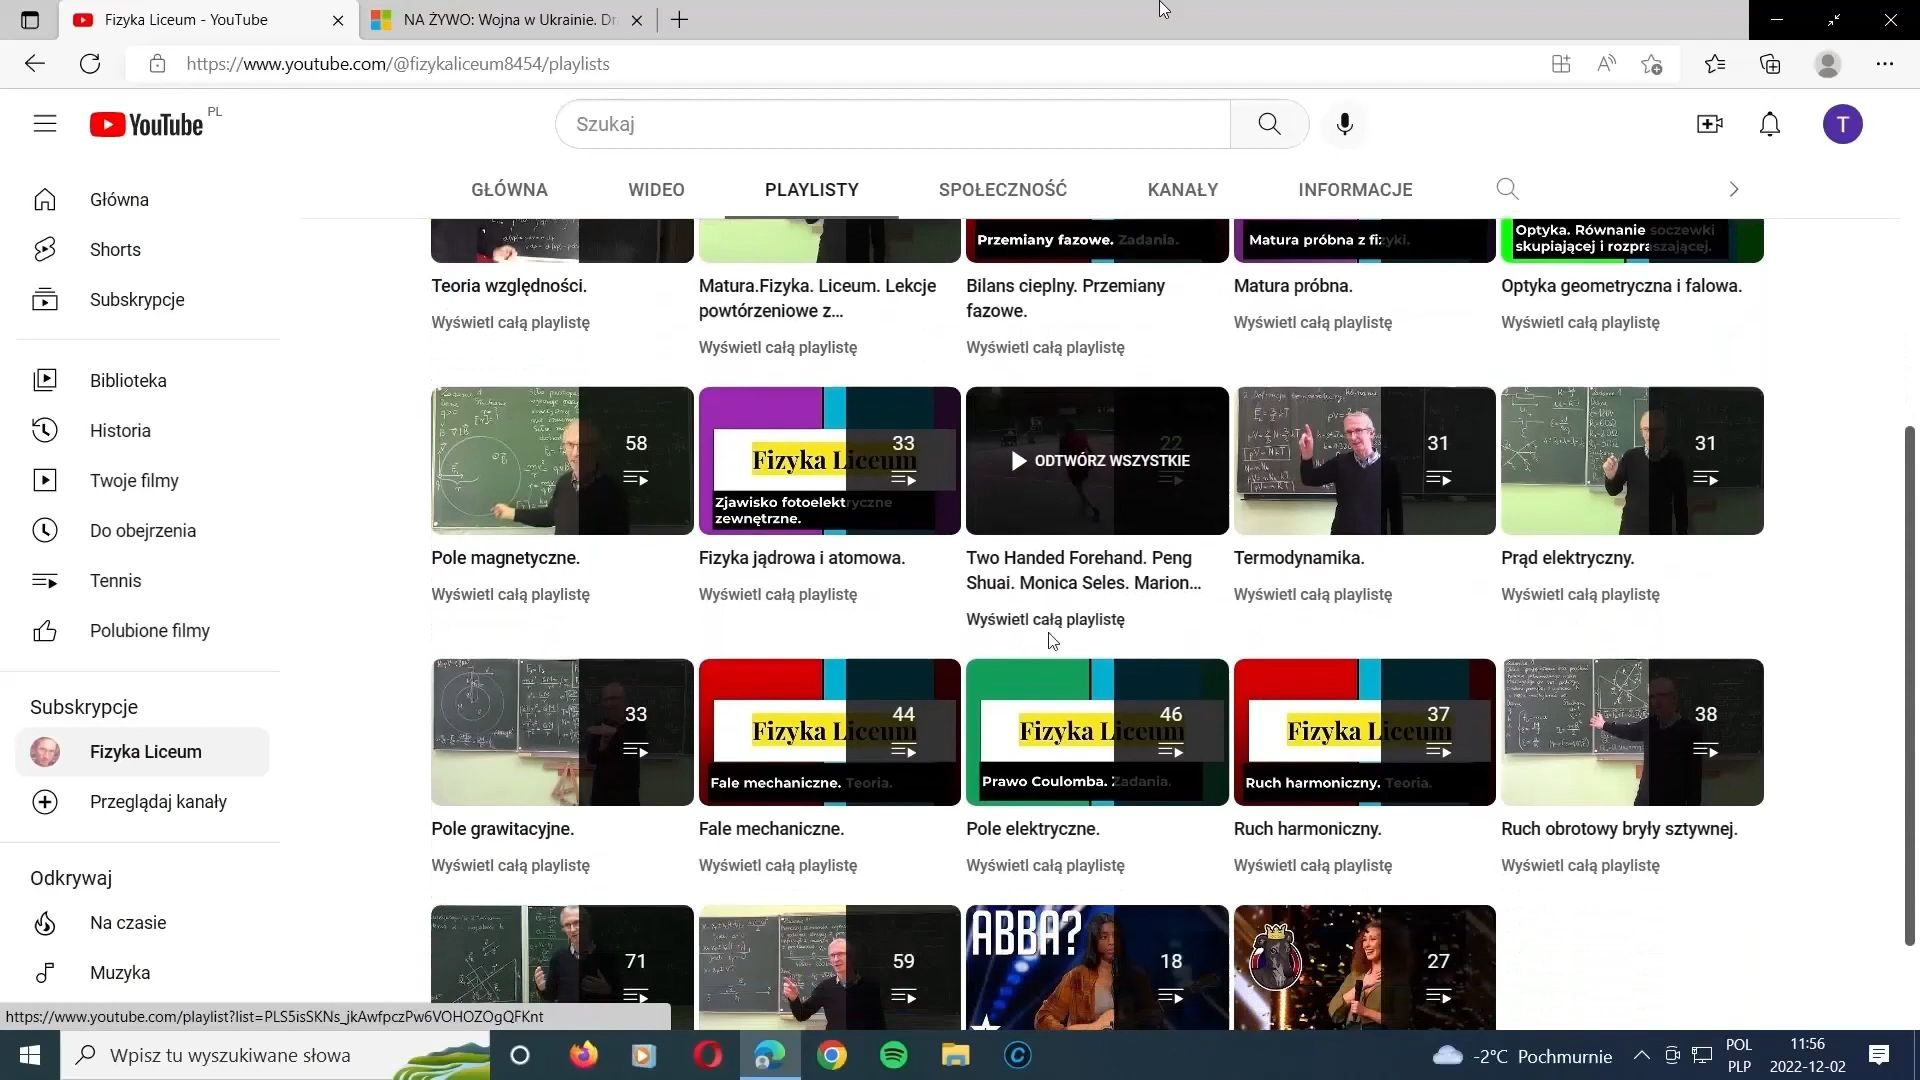 Fizyka Liceum - YouTube
NA ŻYWO: Wojna w Ukrainie. Dr
https://www.youtube.com/@fizykaliceum8454/playlists
YouTube PL
Szukaj
T
GŁÓWNA WIDEO PLAYLISTY SPOŁECZNOŚĆ KANAŁY INFORMACJE
Główna
Shorts
Subskrypcje
Biblioteka
Historia
Twoje filmy
Do obejrzenia
Tennis
Polubione filmy
Subskrypcje
Fizyka Liceum
Przeglądaj kanały
Odkrywaj
Na czasie
Muzyka
Przemiany fazowe. Zadania.
Matura próbna z fizyki.
Optyka. Równanie soczewki
skupiającej i rozpraszającej.
Teoria względności.
Wyświetl całą playlistę
Matura.Fizyka. Liceum. Lekcje
powtórzeniowe z...
Wyświetl całą playlistę
Bilans cieplny. Przemiany
fazowe.
Wyświetl całą playlistę
Matura próbna.
Wyświetl całą playlistę
Optyka geometryczna i falowa.
Wyświetl całą playlistę
58
Pole magnetyczne.
Wyświetl całą playlistę
33
Fizyka Liceum
Zjawisko fotoelektryczne
zewnętrzne.
Fizyka jądrowa i atomowa.
Wyświetl całą playlistę
22
ODTWÓRZ WSZYSTKIE
Two Handed Forehand. Peng
Shuai. Monica Seles. Marion...
Wyświetl całą playlistę
31
Termodynamika.
Wyświetl całą playlistę
31
Prąd elektryczny.
Wyświetl całą playlistę
33
Pole grawitacyjne.
Wyświetl całą playlistę
44
Fizyka Liceum
Fale mechaniczne. Teoria.
Fale mechaniczne.
Wyświetl całą playlistę
46
Fizyka Liceum
Prawo Coulomba. Zadania.
Pole elektryczne.
Wyświetl całą playlistę
37
Fizyka Liceum
Ruch harmoniczny. Teoria.
Ruch harmoniczny.
Wyświetl całą playlistę
38
Ruch obrotowy bryły sztywnej.
Wyświetl całą playlistę
71
59
ABBA?
18
27
https://www.youtube.com/playlist?list=PLS5isSKNs_jkAwfpczPw6VOHOZOgQFKnt
Wpisz tu wyszukiwane słowa
-2°C Pochmurnie
POL
PLP
11:56
2022-12-02